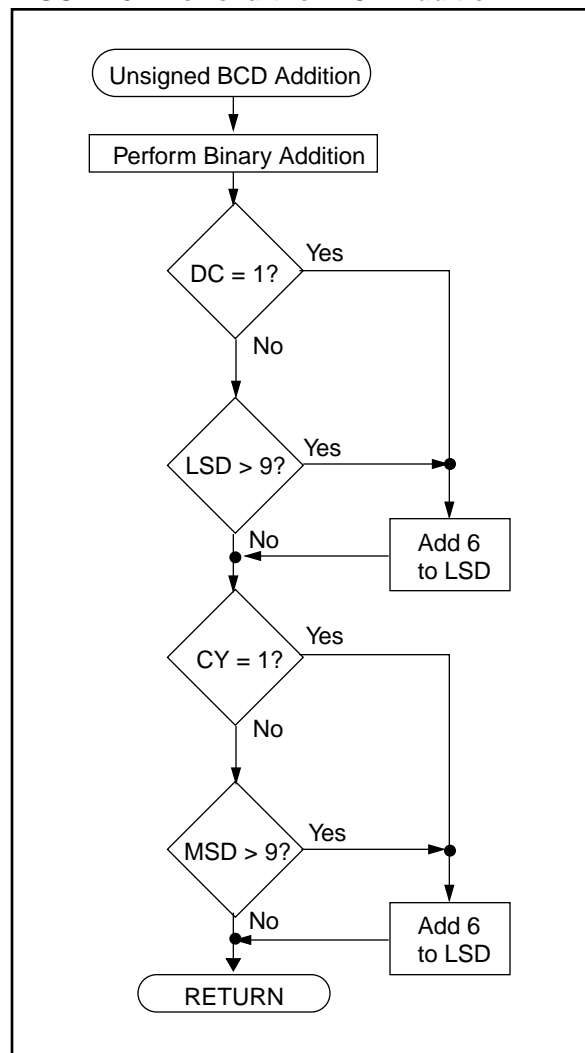 Unsigned BCD Addition
Perform Binary Addition
DC = 1?
Yes
No
LSD > 9?
Yes
No
Add 6
to LSD
CY = 1?
Yes
No
MSD > 9?
Yes
No
Add 6
to LSD
RETURN